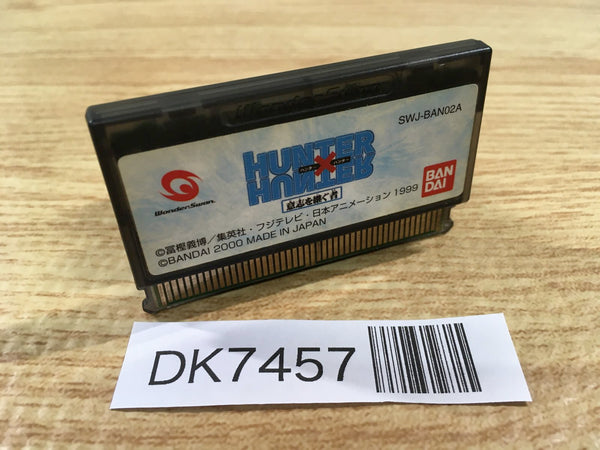 WonderSwan
SWJ-BAN02A
HUNTER
ハンター×ハンター
HUNTER
意志を継ぐ者
WonderSwan
BAN
DAI
©冨樫義博／集英社・フジテレビ・日本アニメーション 1999
©BANDAI 2000 MADE IN JAPAN
DK7457